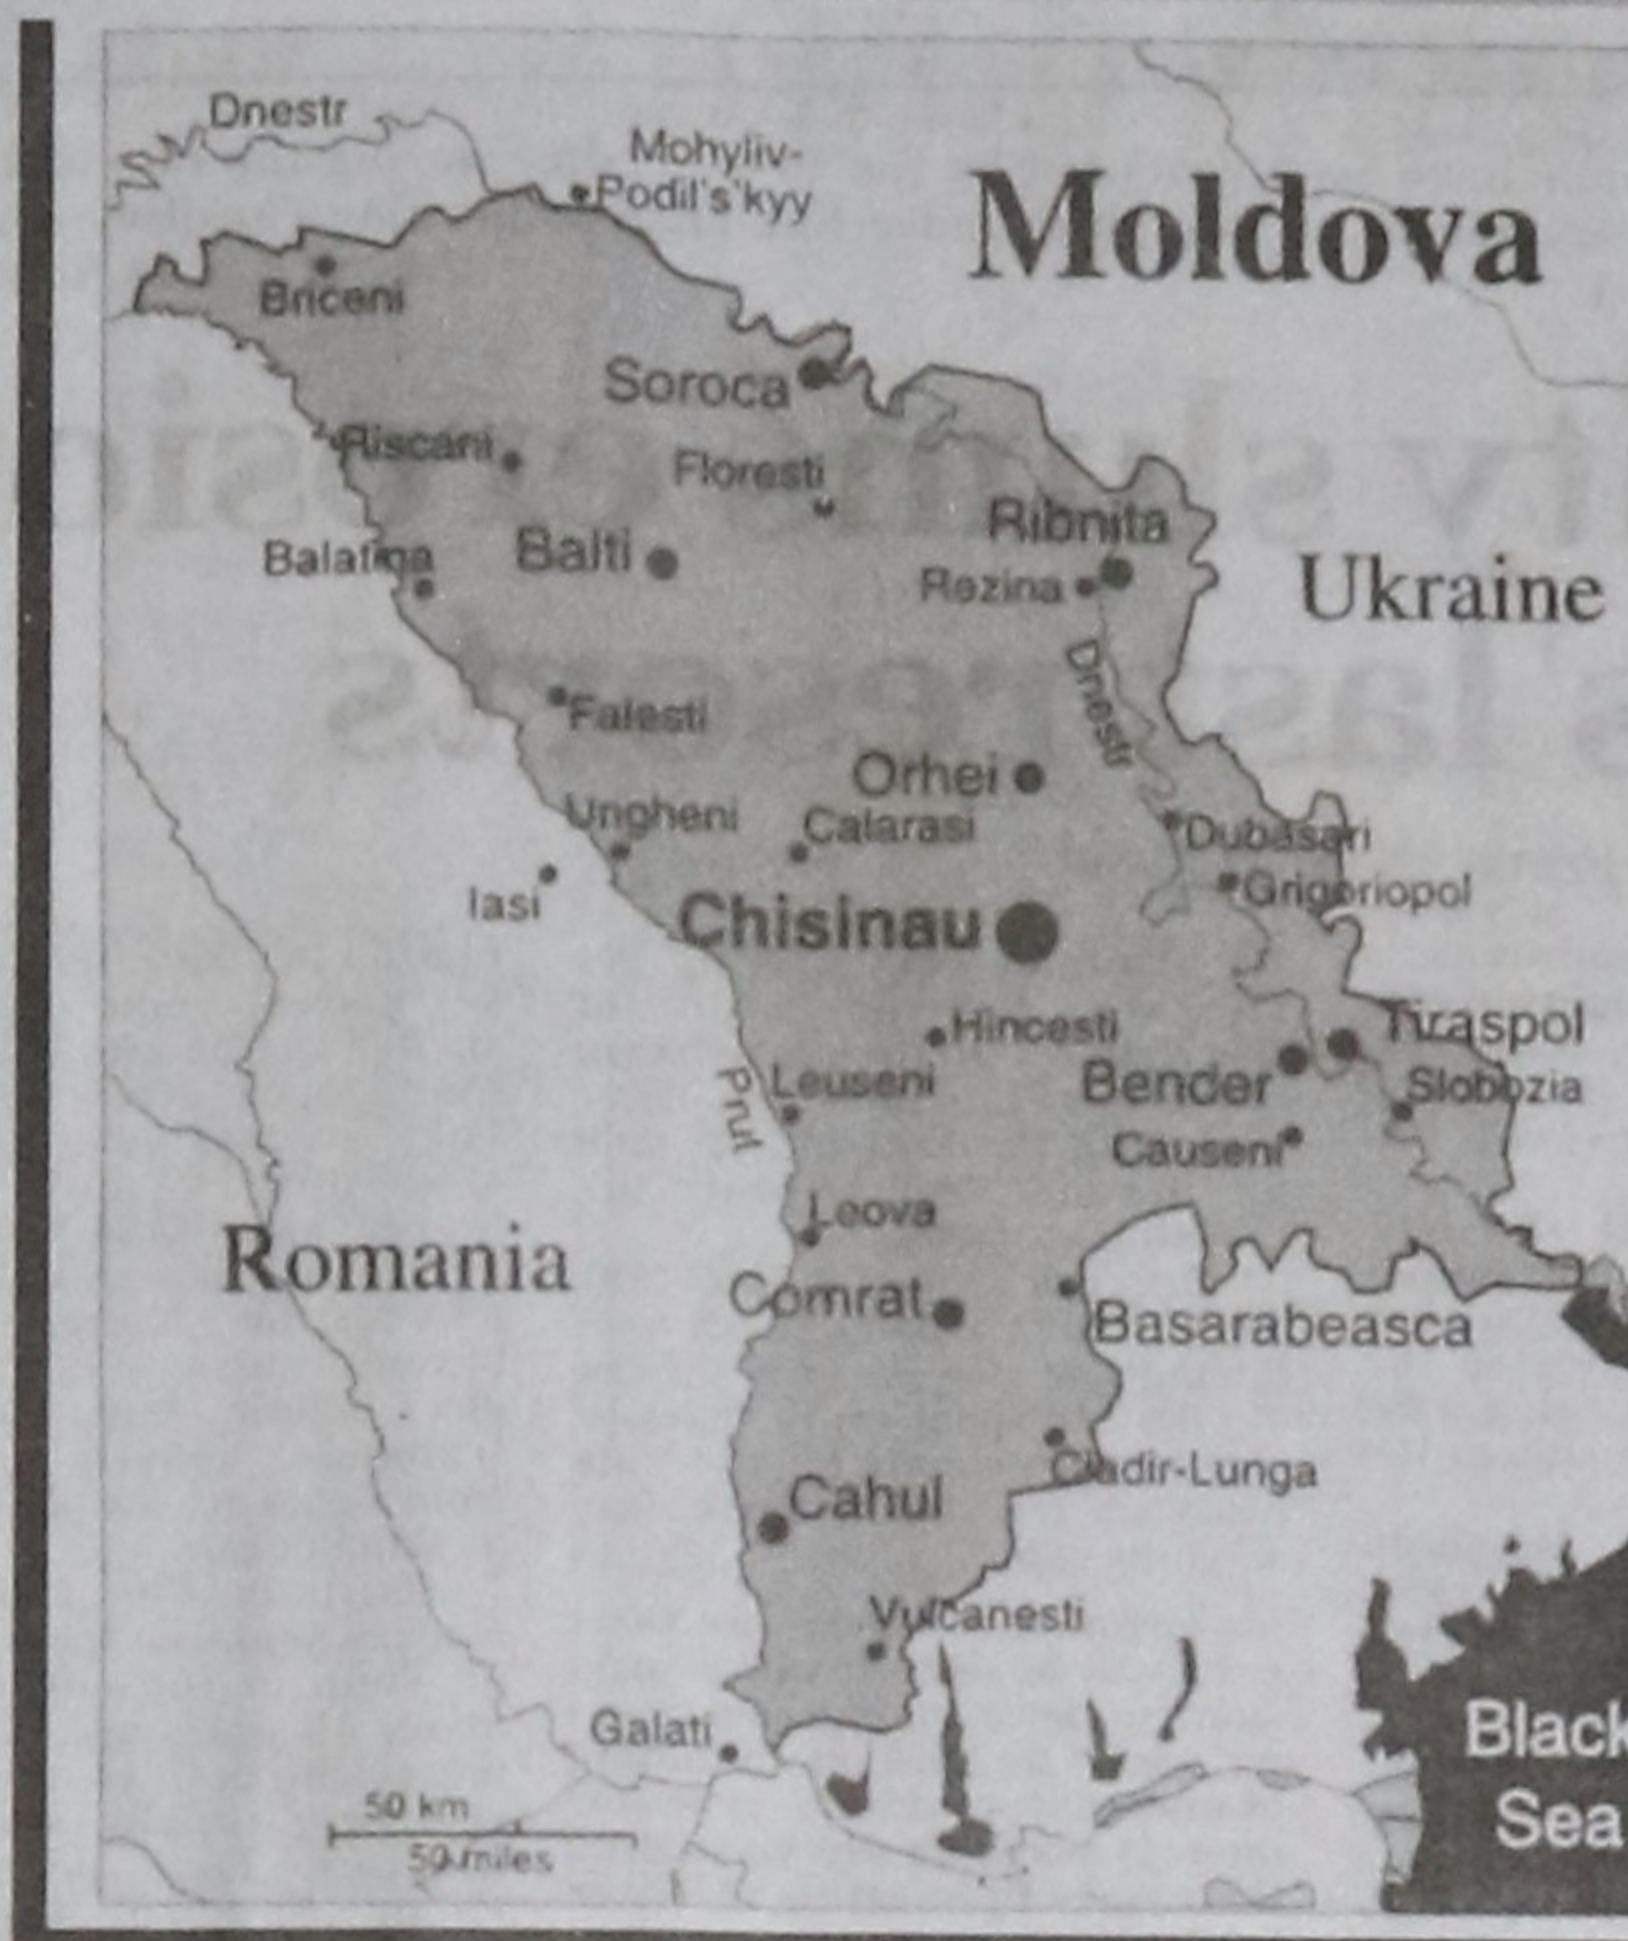 Dnestr
Mohyliv-
Podil's'kyy
Moldova
Briceni
Soroca
Riscani
Floresti
Ribnita
Balti
Balatina
Rezina
Ukraine
Dnestr
Falesti
Orhei
Ungheni
Calarasi
Dubasari
Grigoriopol
Iasi
Chisinau
Hincesti
Tiraspol
Leuseni
Bender
Slobozia
Prut
Causeni
Leova
Romania
Comrat
Basarabeasca
Ciadir-Lunga
Cahul
Vulcanesti
Galati
Black
Sea
50 km
50 miles